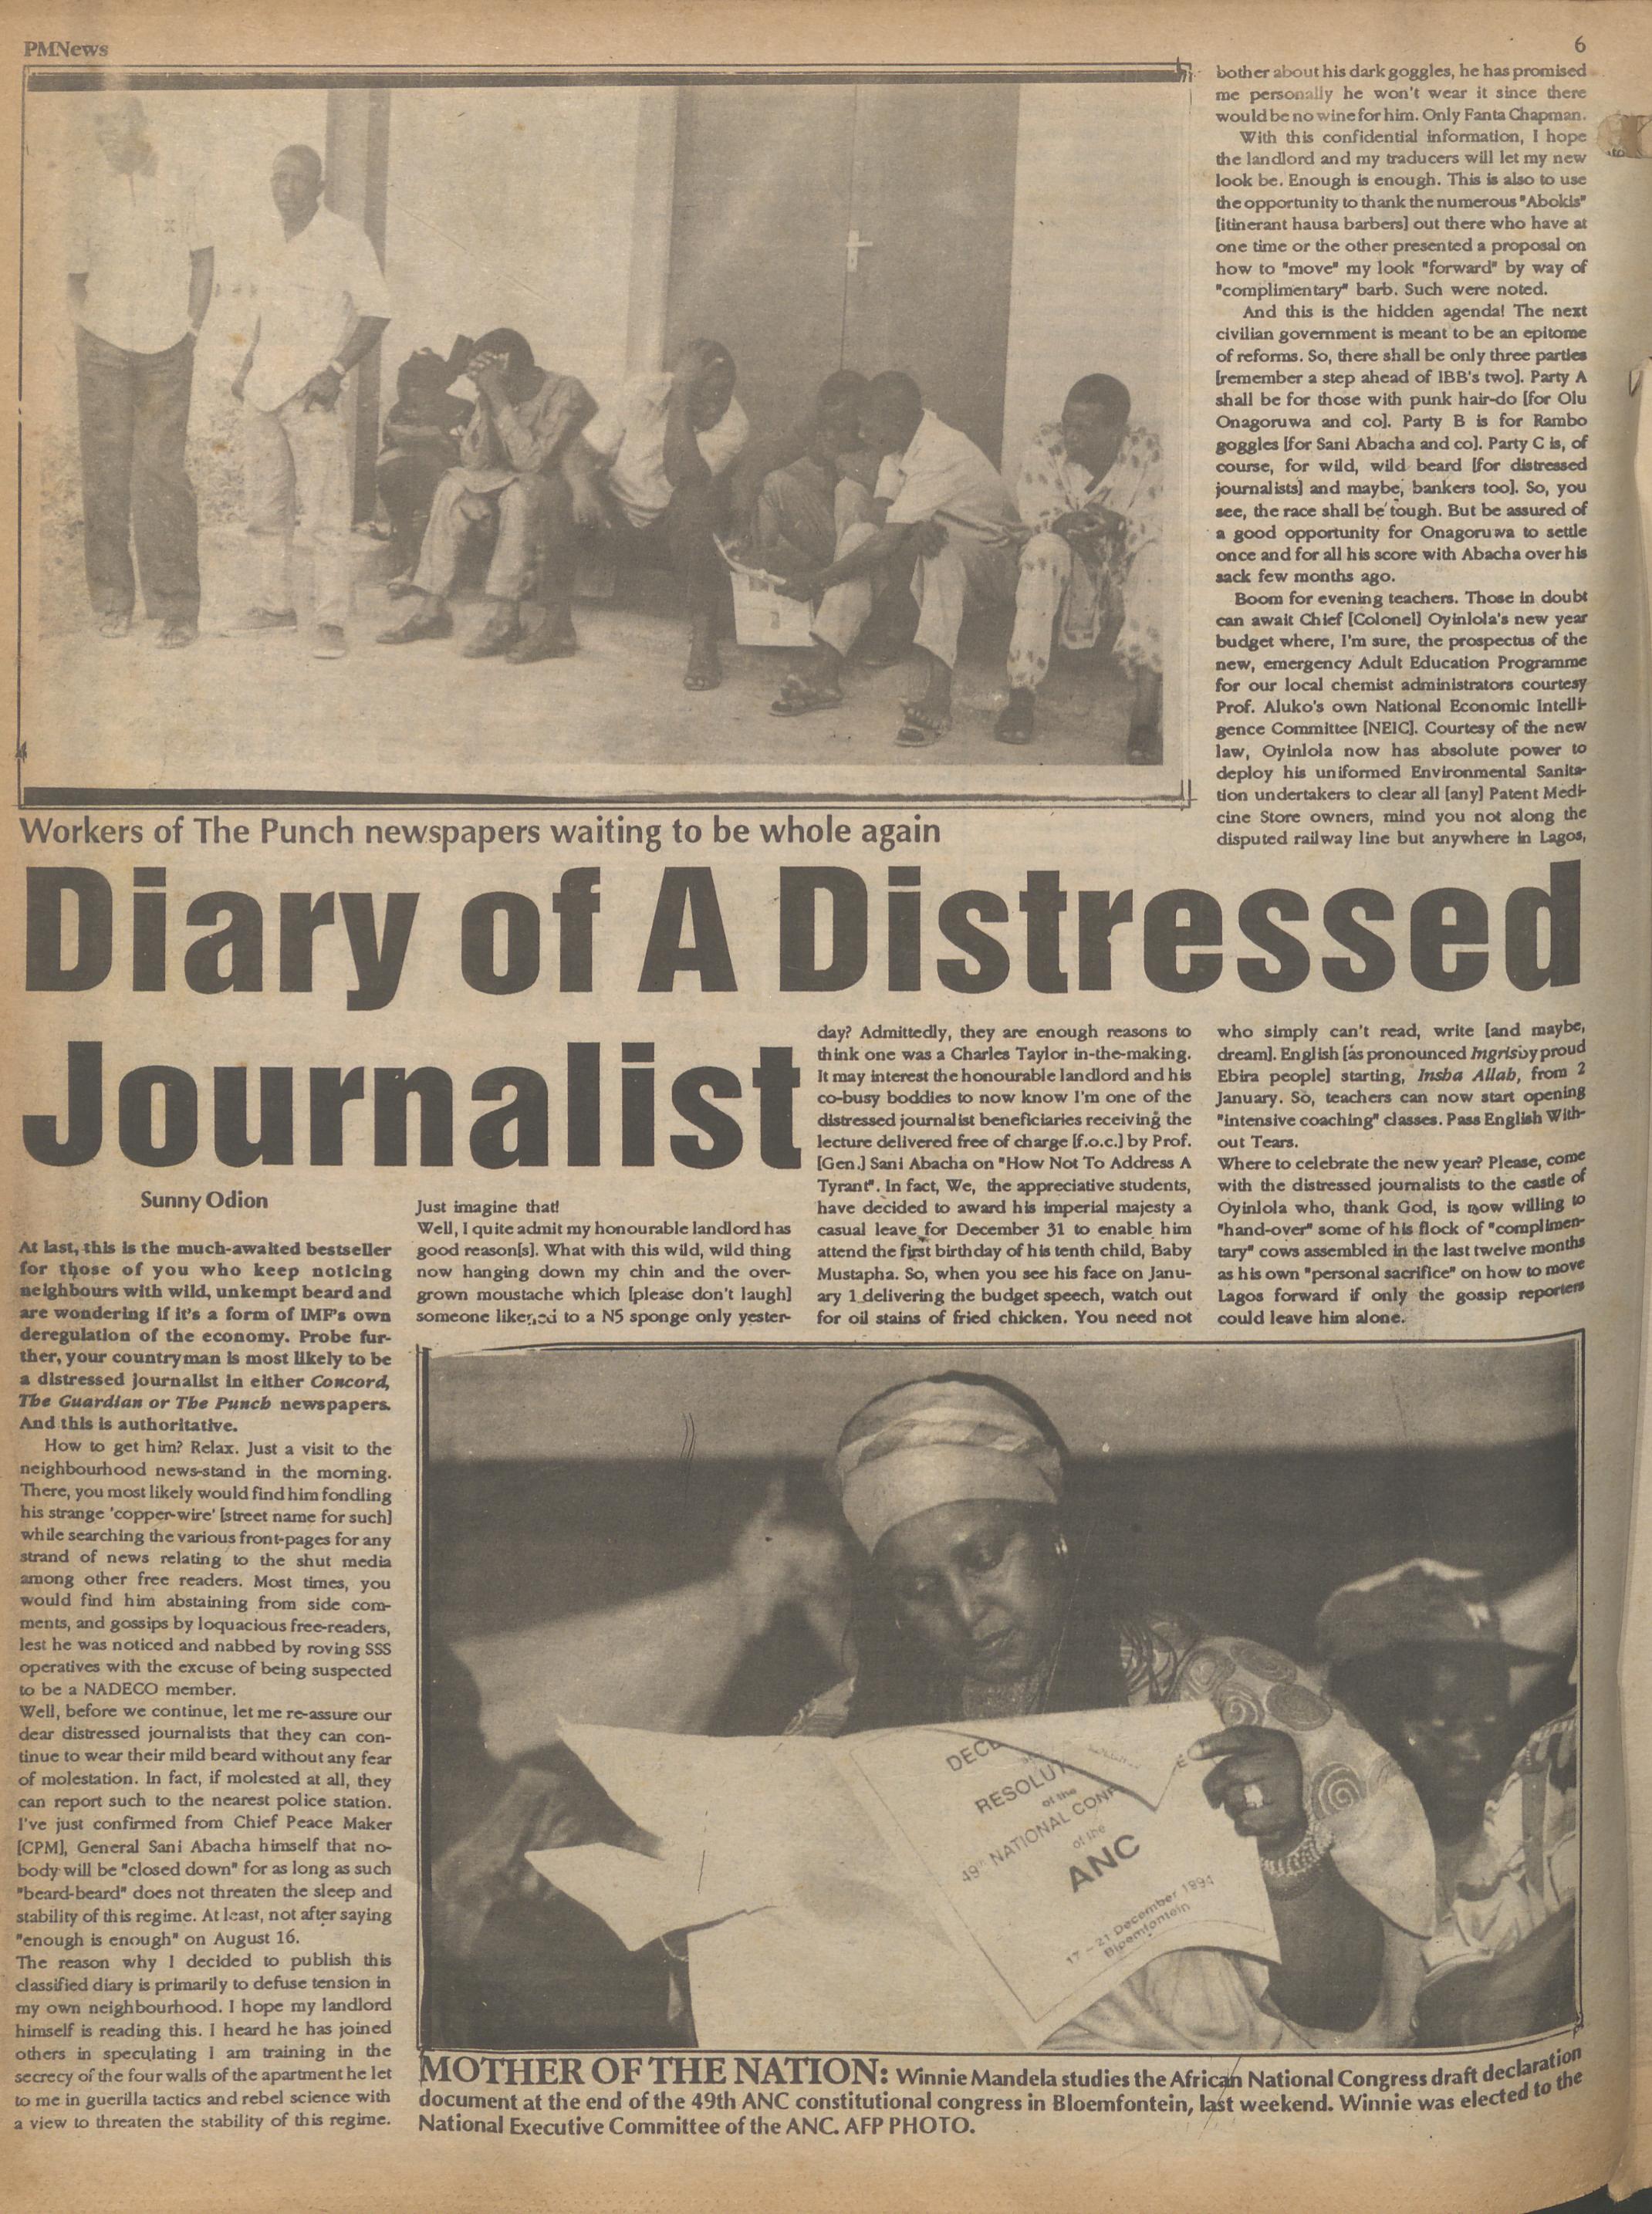 PMNews
6
Workers of The Punch newspapers waiting to be whole again
Diary of A Distressed
Journalist
Sunny Odion
At last, this is the much-awaited bestseller
for those of you who keep noticing
neighbours with wild, unkempt beard and
are wondering if it's a form of IMF's own
deregulation of the economy. Probe fur-
ther, your countryman is most likely to be
a distressed journalist in either Concord,
The Guardian or The Punch newspapers.
And this is authoritative.
How to get him? Relax. Just a visit to the
neighbourhood news-stand in the morning.
There, you most likely would find him fondling
his strange 'copper-wire' [street name for such]
while searching the various front-pages for any
strand of news relating to the shut media
among other free readers. Most times, you
would find him abstaining from side com-
ments, and gossips by loquacious free-readers,
lest he was noticed and nabbed by roving SSS
operatives with the excuse of being suspected
to be a NADECO member.
Well, before we continue, let me re-assure our
dear distressed journalists that they can con-
tinue to wear their mild beard without any fear
of molestation. In fact, if molested at all, they
can report such to the nearest police station.
I've just confirmed from Chief Peace Maker
[CPM], General Sani Abacha himself that no-
body will be "closed down" for as long as such
"beard-beard" does not threaten the sleep and
stability of this regime. At least, not after saying
"enough is enough" on August 16.
The reason why I decided to publish this
classified diary is primarily to defuse tension in
my own neighbourhood. I hope my landlord
himself is reading this. I heard he has joined
others in speculating I am training in the
secrecy of the four walls of the apartment he let
to me in guerilla tactics and rebel science with
a view to threaten the stability of this regime.
Just imagine that!
Well, I quite admit my honourable landlord has
good reason[s]. What with this wild, wild thing
now hanging down my chin and the over-
grown moustache which [please don't laugh]
someone likened to a N5 sponge only yester-
day? Admittedly, they are enough reasons to
think one was a Charles Taylor in-the-making.
It may interest the honourable landlord and his
co-busy boddies to now know I'm one of the
distressed journalist beneficiaries receiving the
lecture delivered free of charge [f.o.c.] by Prof.
[Gen.] Sani Abacha on "How Not To Address A
Tyrant". In fact, We, the appreciative students,
have decided to award his imperial majesty a
casual leave for December 31 to enable him
attend the first birthday of his tenth child, Baby
Mustapha. So, when you see his face on Janu-
ary 1 delivering the budget speech, watch out
for oil stains of fried chicken. You need not
bother about his dark goggles, he has promised
me personally he won't wear it since there
would be no wine for him. Only Fanta Chapman.
With this confidential information, I hope
the landlord and my traducers will let my new
look be. Enough is enough. This is also to use
the opportunity to thank the numerous "Abokis"
[itinerant hausa barbers] out there who have at
one time or the other presented a proposal on
how to "move" my look "forward" by way of
"complimentary" barb. Such were noted.
And this is the hidden agenda! The next
civilian government is meant to be an epitome
of reforms. So, there shall be only three parties
[remember a step ahead of IBB's two]. Party A
shall be for those with punk hair-do [for Olu
Onagoruwa and co]. Party B is for Rambo
goggles [for Sani Abacha and co]. Party C is, of
course, for wild, wild beard [for distressed
journalists] and maybe, bankers too]. So, you
see, the race shall be tough. But be assured of
a good opportunity for Onagoruwa to settle
once and for all his score with Abacha over his
sack few months ago.
Boom for evening teachers. Those in doubt
can await Chief [Colonel] Oyinlola's new year
budget where, I'm sure, the prospectus of the
new, emergency Adult Education Programme
for our local chemist administrators courtesy
Prof. Aluko's own National Economic Intelli-
gence Committee [NEIC]. Courtesy of the new
law, Oyinlola now has absolute power to
deploy his uniformed Environmental Sanita-
tion undertakers to clear all [any] Patent Medi-
cine Store owners, mind you not along the
disputed railway line but anywhere in Lagos,
who simply can't read, write [and maybe,
dream]. English [as pronounced Ingris by proud
Ebira people] starting, Insha Allah, from 2
January. So, teachers can now start opening
"intensive coaching" classes. Pass English With-
out Tears.
Where to celebrate the new year? Please, come
with the distressed journalists to the castle of
Oyinlola who, thank God, is now willing to
"hand-over" some of his flock of "complimen-
tary" cows assembled in the last twelve months
as his own "personal sacrifice" on how to move
Lagos forward if only the gossip reporters
could leave him alone.
DECL
RESOLUT
of the
49th NATIONAL CONF
of the
ANC
17 - 21 December 1994
Bloemfontein
MOTHER OF THE NATION: Winnie Mandela studies the African National Congress draft declaration
document at the end of the 49th ANC constitutional congress in Bloemfontein, last weekend. Winnie was elected to the
National Executive Committee of the ANC. AFP PHOTO.